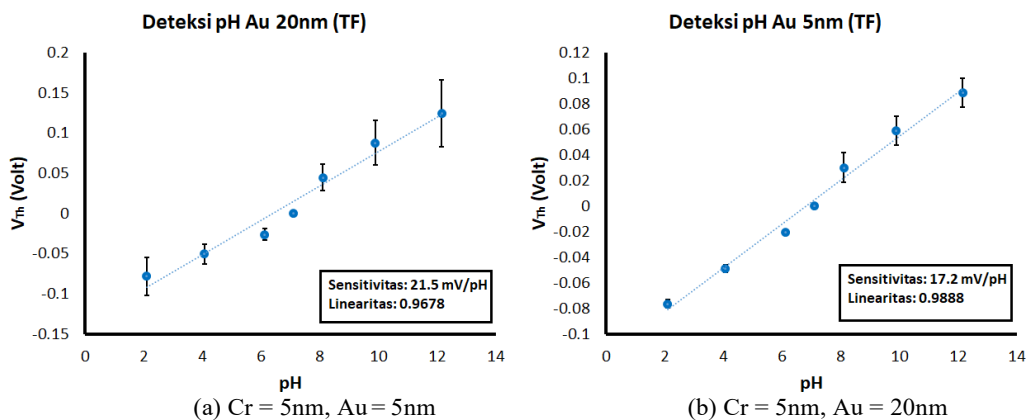 Deteksi pH Au 20nm (TF)
0.2
0.15
0.1
0.05
0
-0.05
-0.1
-0.15
V_Th (Volt)
Sensitivitas: 21.5 mV/pH
Linearitas: 0.9678
0 2 4 6 8 10 12 14
pH
(a) Cr = 5nm, Au = 5nm
Deteksi pH Au 5nm (TF)
0.12
0.1
0.08
0.06
0.04
0.02
0
-0.02
-0.04
-0.06
-0.08
-0.1
V_Th (Volt)
Sensitivitas: 17.2 mV/pH
Linearitas: 0.9888
0 2 4 6 8 10 12 14
pH
(b) Cr = 5nm, Au = 20nm